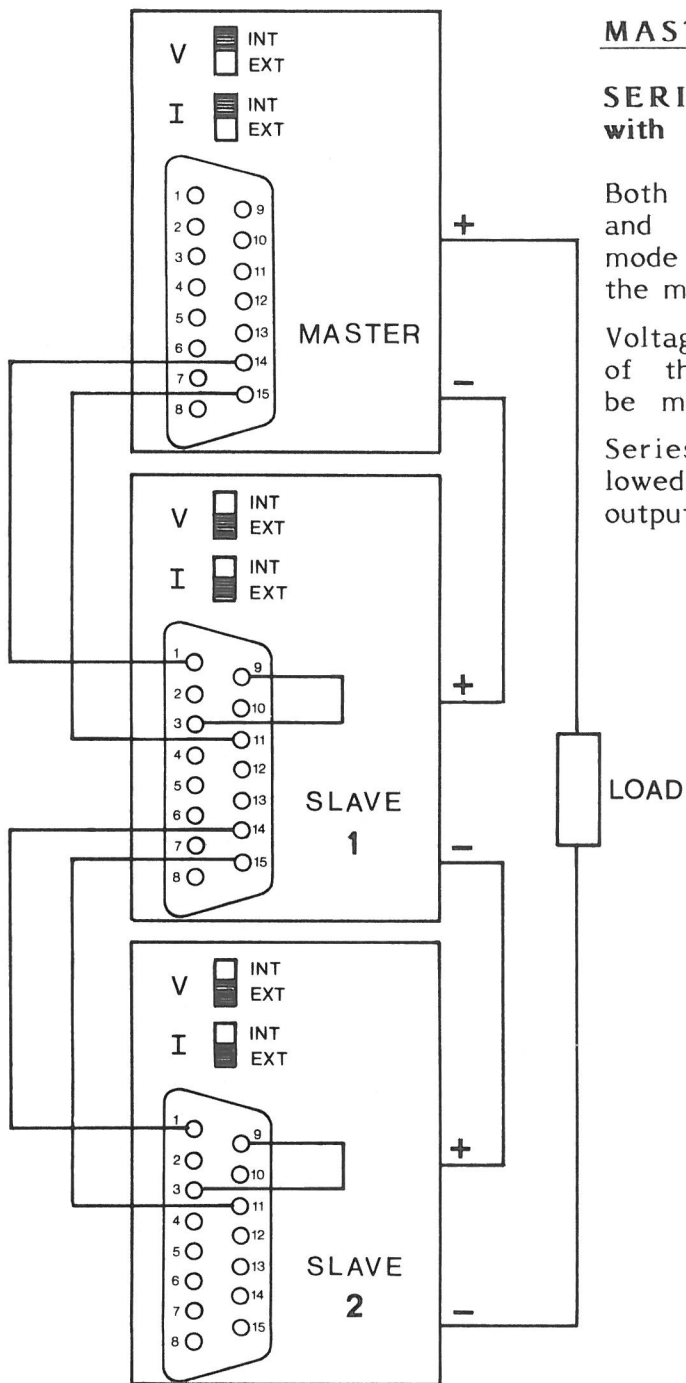 MAST
SERI
with
Both
and
mode
the m
Voltag
of th
be m
Series
lowed
output
V INT
EXT
I INT
EXT
1 9
2 10
3 11
4 12
5 13
6 14
7 15
8
MASTER
+
−
V INT
EXT
I INT
EXT
1 9
2 10
3 11
4 12
5 13
6 14
7 15
8
SLAVE
1
+
−
LOAD
V INT
EXT
I INT
EXT
1 9
2 10
3 11
4 12
5 13
6 14
7 15
8
SLAVE
2
+
−